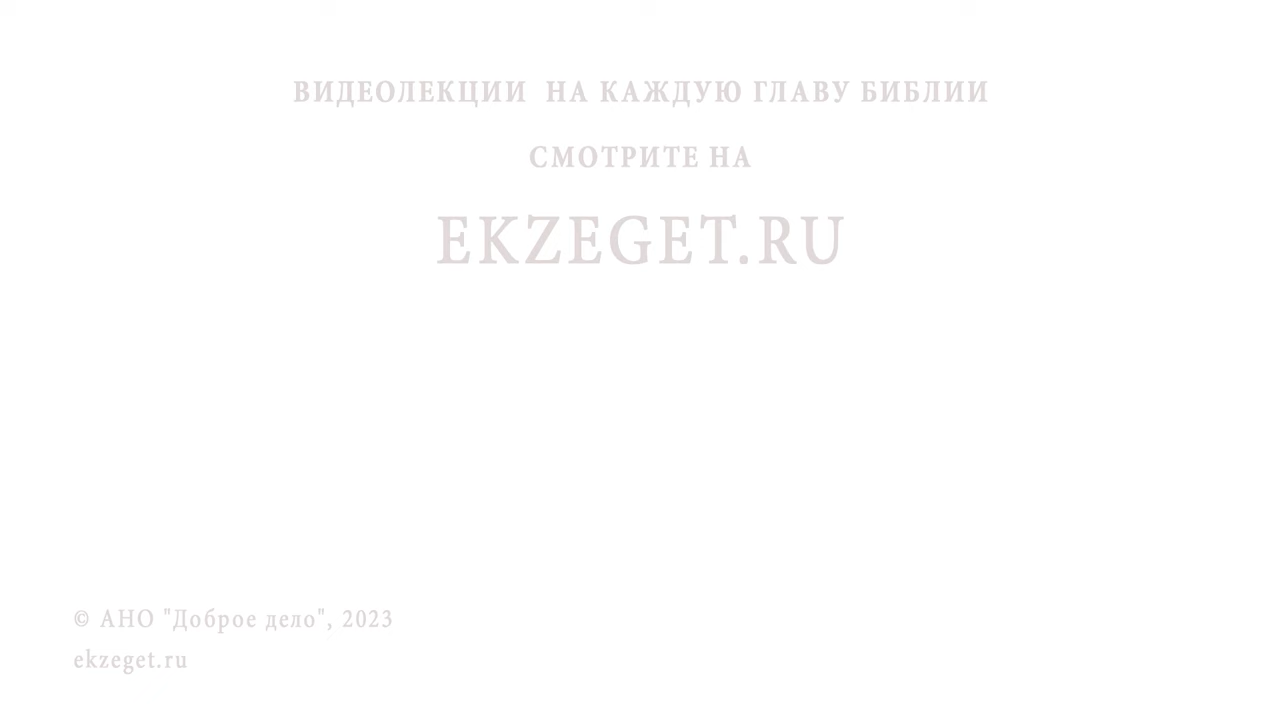 ВИДЕОЛЕКЦИИ НА КАЖДУЮ ГЛАВУ БИБЛИИ
СМОТРИТЕ НА
EKZEGET.RU
© АНО "Доброе дело", 2023
ekzeget.ru